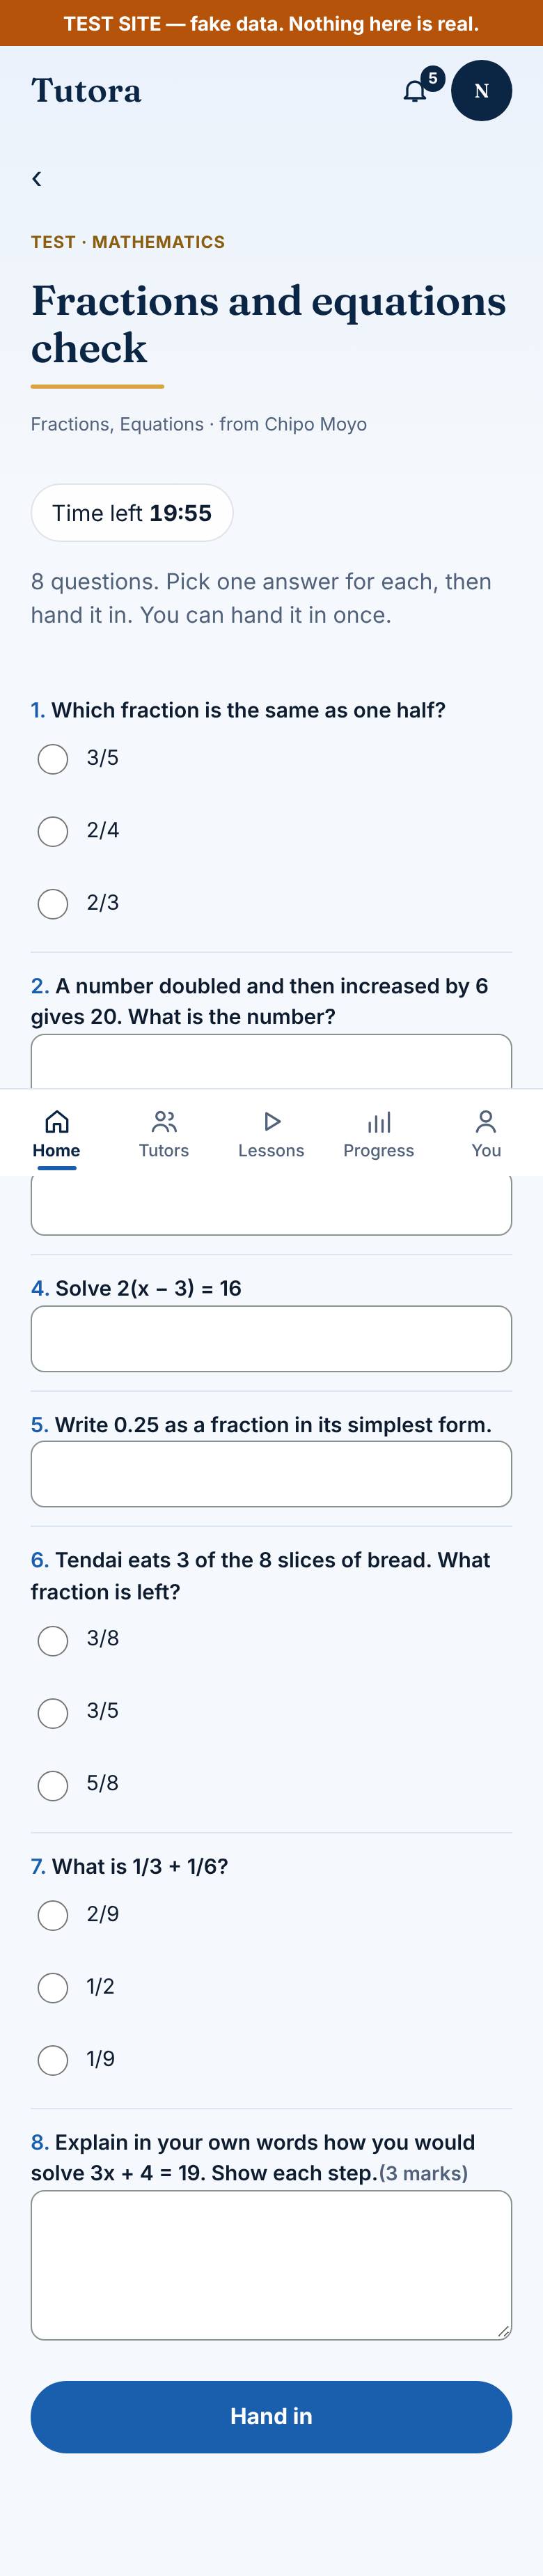 TEST SITE — fake data. Nothing here is real.
Tutora
5
N
‹
TEST · MATHEMATICS
Fractions and equations
check
Fractions, Equations · from Chipo Moyo
Time left 19:55
8 questions. Pick one answer for each, then
hand it in. You can hand it in once.
1. Which fraction is the same as one half?
3/5
2/4
2/3
2. A number doubled and then increased by 6
gives 20. What is the number?
Home
Tutors
Lessons
Progress
You
4. Solve 2(x − 3) = 16
5. Write 0.25 as a fraction in its simplest form.
6. Tendai eats 3 of the 8 slices of bread. What
fraction is left?
3/8
3/5
5/8
7. What is 1/3 + 1/6?
2/9
1/2
1/9
8. Explain in your own words how you would
solve 3x + 4 = 19. Show each step.(3 marks)
Hand in